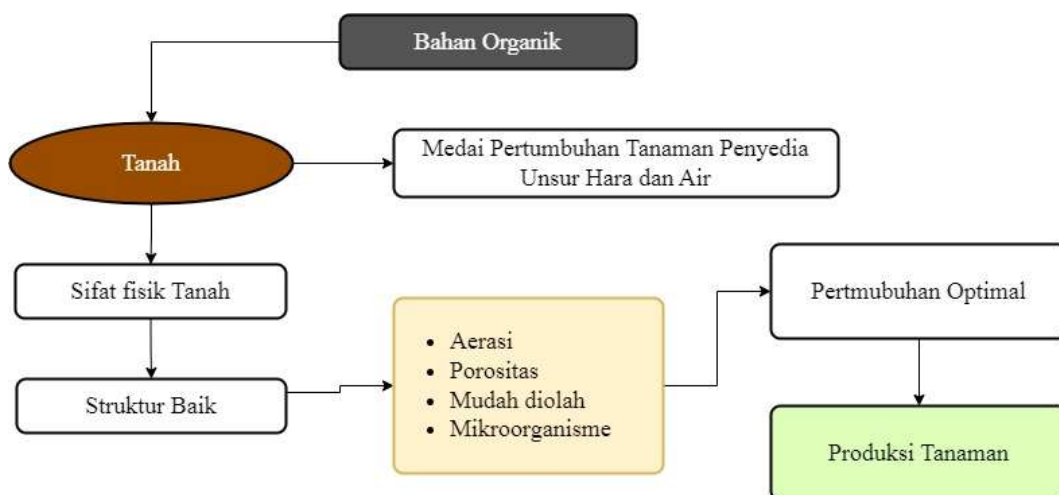 Bahan Organik
Tanah
Medai Pertumbuhan Tanaman Penyedia
Unsur Hara dan Air
Sifat fisik Tanah
Struktur Baik
• Aerasi
• Porositas
• Mudah diolah
• Mikroorganisme
Pertmubuhan Optimal
Produksi Tanaman